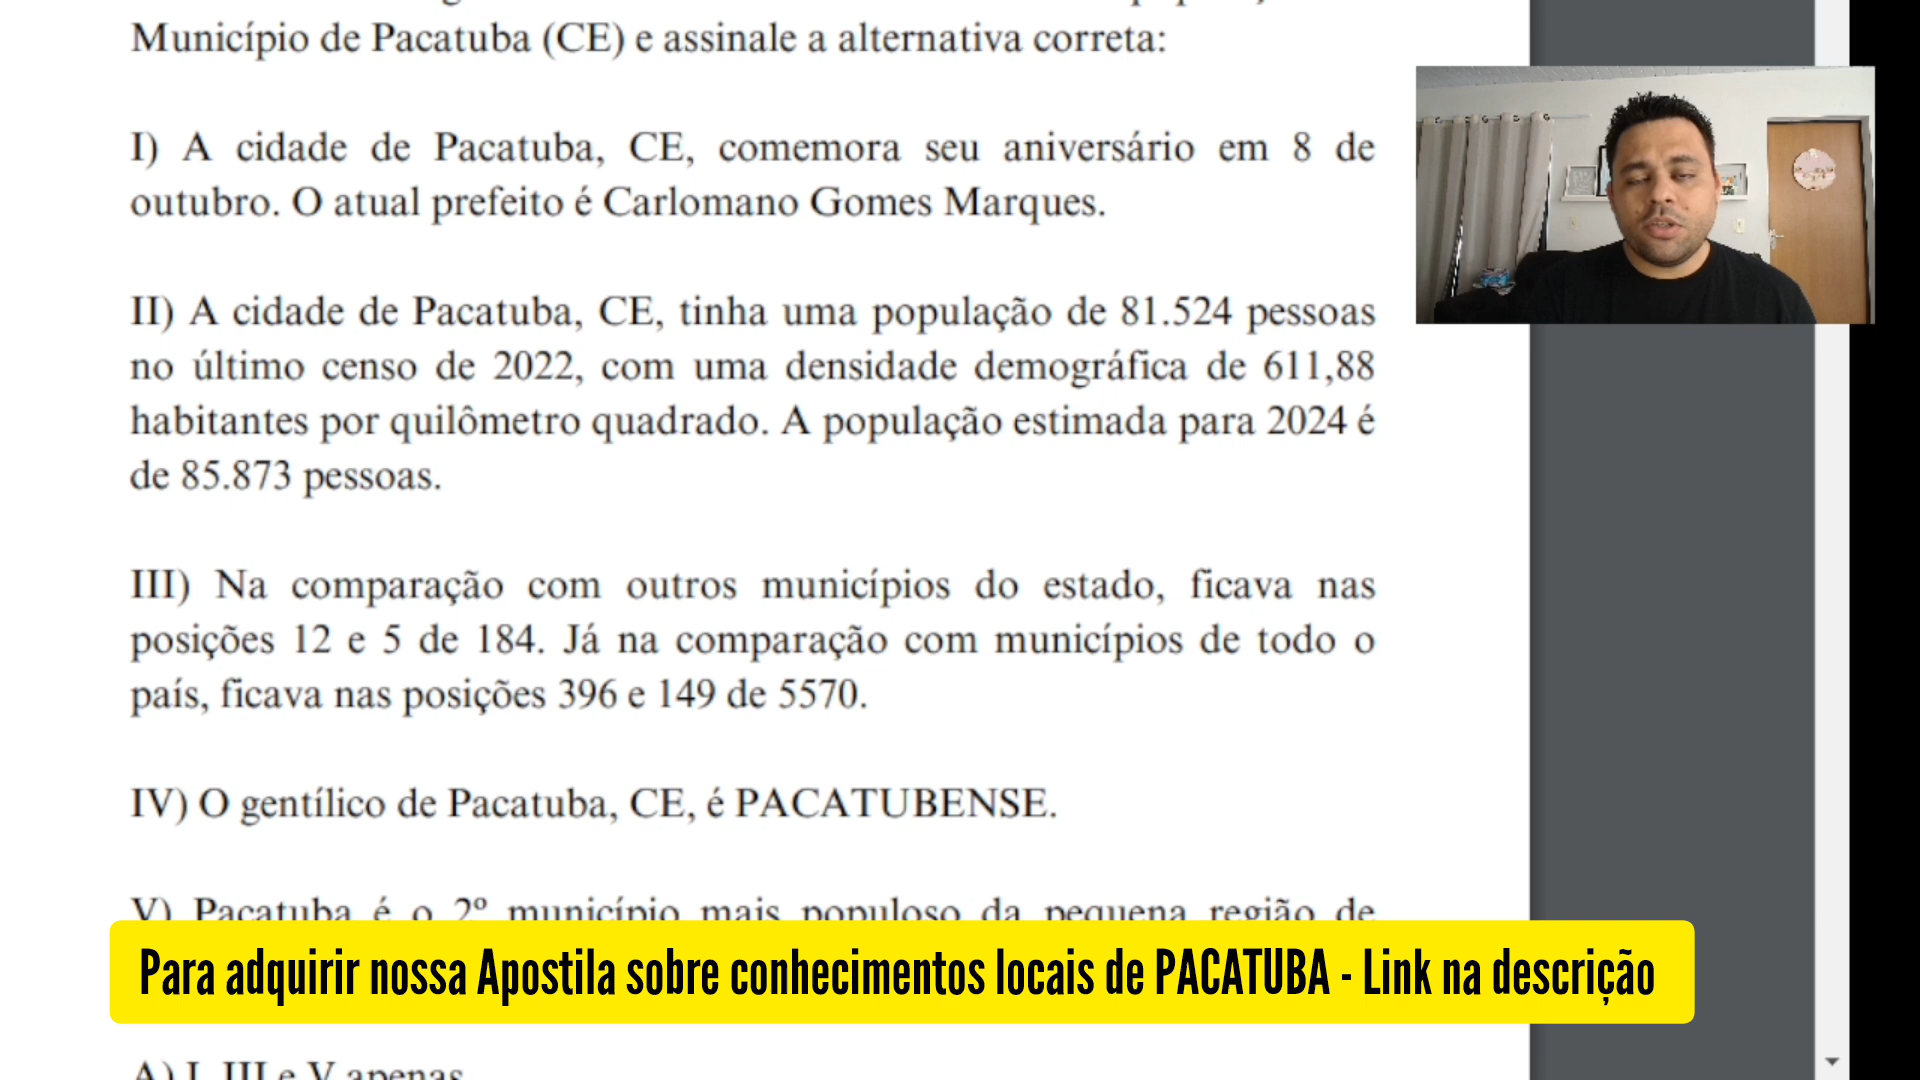 Município de Pacatuba (CE) e assinale a alternativa correta:
I) A cidade de Pacatuba, CE, comemora seu aniversário em 8 de
outubro. O atual prefeito é Carlomano Gomes Marques.
II) A cidade de Pacatuba, CE, tinha uma população de 81.524 pessoas
no último censo de 2022, com uma densidade demográfica de 611,88
habitantes por quilômetro quadrado. A população estimada para 2024 é
de 85.873 pessoas.
III) Na comparação com outros municípios do estado, ficava nas
posições 12 e 5 de 184. Já na comparação com municípios de todo o
país, ficava nas posições 396 e 149 de 5570.
IV) O gentílico de Pacatuba, CE, é PACATUBENSE.
V) Pacatuba é o 2º município mais populoso da pequena região de
Para adquirir nossa Apostila sobre conhecimentos locais de PACATUBA - Link na descrição
A) I, III e V apenas